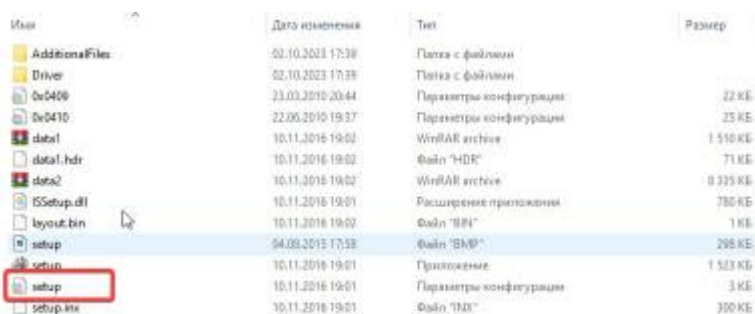 Имя Дата изменения Тип Размер
AdditionalFiles 02.10.2023 17:39 Папка с файлами
Driver 02.10.2023 17:39 Папка с файлами
0x0409 23.03.2010 20:44 Параметры конфигурации 22 КБ
0x0410 22.06.2010 19:37 Параметры конфигурации 25 КБ
data1 10.11.2016 19:02 WinRAR archive 1 510 КБ
data1.hdr 10.11.2016 19:02 Файл "HDR" 71 КБ
data2 10.11.2016 19:02 WinRAR archive 8 325 КБ
ISSetup.dll 10.11.2016 19:01 Расширение приложения 780 КБ
layout.bin 10.11.2016 19:02 Файл "BIN" 1 КБ
setup 04.08.2015 17:58 Файл "BMP" 298 КБ
setup 10.11.2016 19:01 Приложение 1 523 КБ
setup 10.11.2016 19:01 Параметры конфигурации 3 КБ
setup.inx 10.11.2016 19:01 Файл "INX" 300 КБ